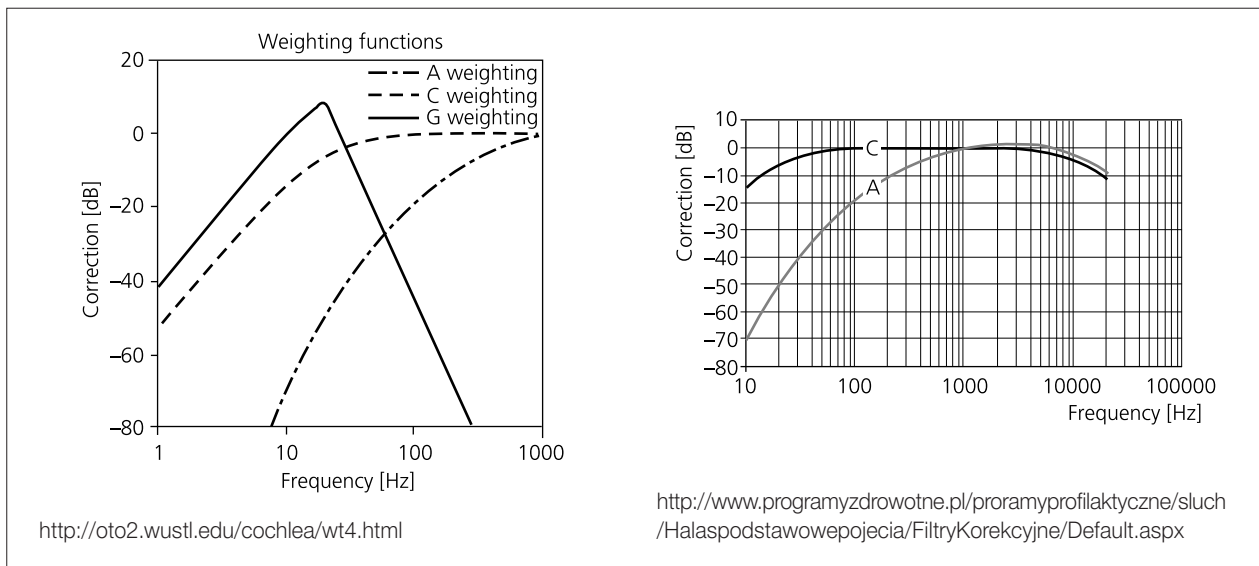 Weighting functions
20
0
–20
–40
–60
–80
Correction [dB]
A weighting
C weighting
G weighting
1 10 100 1000
Frequency [Hz]
http://oto2.wustl.edu/cochlea/wt4.html
10
0
–10
–20
–30
–40
–50
–60
–70
–80
Correction [dB]
C
A
10 100 1000 10000 100000
Frequency [Hz]
http://www.programyzdrowotne.pl/proramyprofilaktyczne/sluch
/Halaspodstawowepojecia/FiltryKorekcyjne/Default.aspx